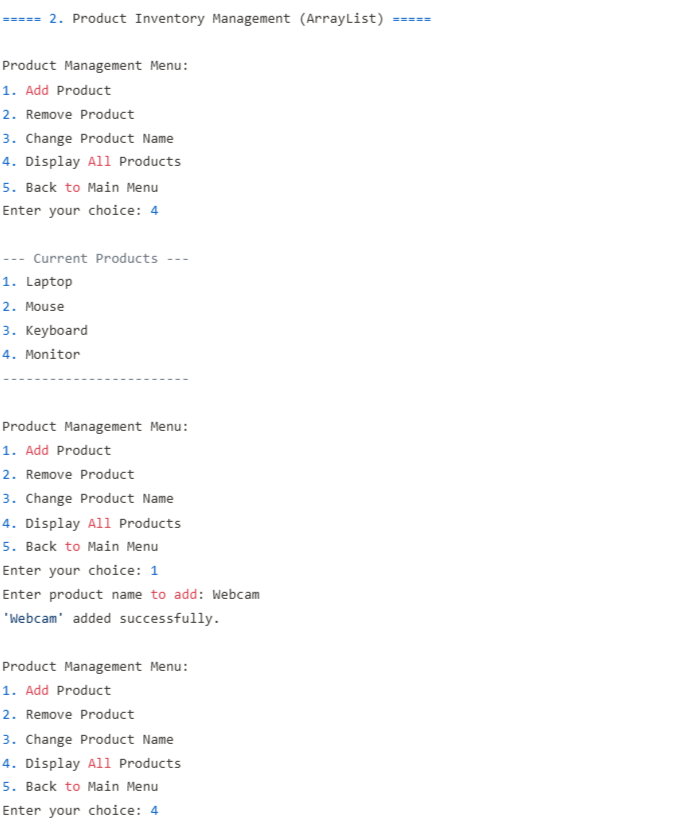 ===== 2. Product Inventory Management (ArrayList) =====
Product Management Menu:
1. Add Product
2. Remove Product
3. Change Product Name
4. Display All Products
5. Back to Main Menu
Enter your choice: 4
--- Current Products ---
1. Laptop
2. Mouse
3. Keyboard
4. Monitor
------------------------
Product Management Menu:
1. Add Product
2. Remove Product
3. Change Product Name
4. Display All Products
5. Back to Main Menu
Enter your choice: 1
Enter product name to add: Webcam
'Webcam' added successfully.
Product Management Menu:
1. Add Product
2. Remove Product
3. Change Product Name
4. Display All Products
5. Back to Main Menu
Enter your choice: 4